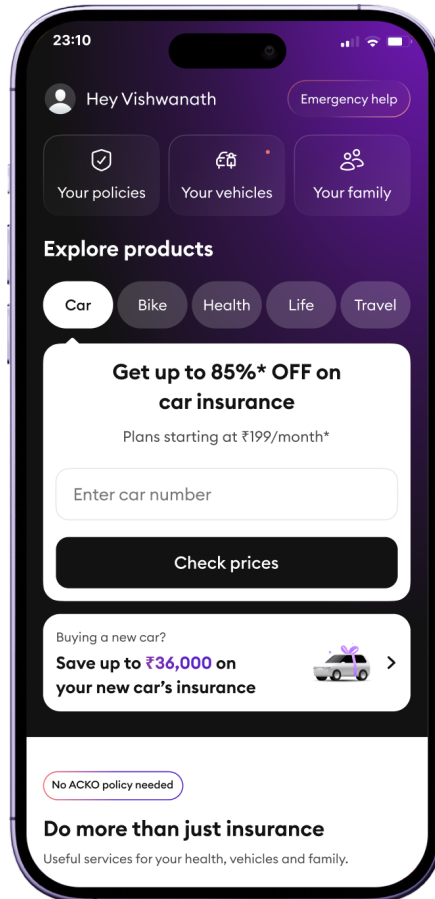 23:10
Hey Vishwanath
Emergency help
Your policies
Your vehicles
Your family
Explore products
Car
Bike
Health
Life
Travel
Get up to 85%* OFF on
car insurance
Plans starting at ₹199/month*
Enter car number
Check prices
Buying a new car?
Save up to ₹36,000 on
your new car's insurance
No ACKO policy needed
Do more than just insurance
Useful services for your health, vehicles and family.